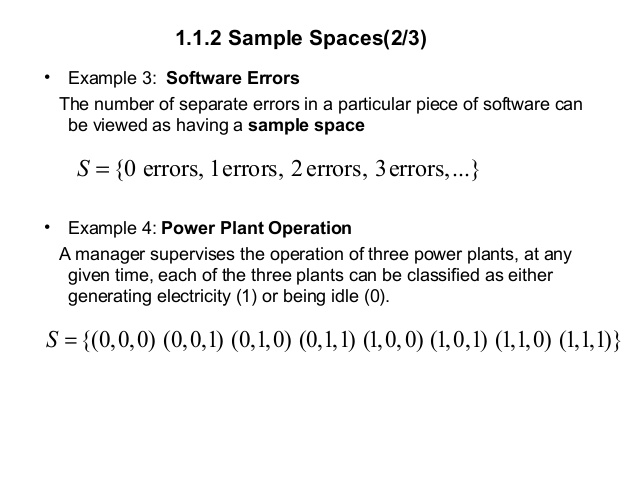 1.1.2 Sample Spaces(2/3)
• Example 3: Software Errors
The number of separate errors in a particular piece of software can
be viewed as having a sample space
S = {0 errors, 1 errors, 2 errors, 3 errors,...}
• Example 4: Power Plant Operation
A manager supervises the operation of three power plants, at any
given time, each of the three plants can be classified as either
generating electricity (1) or being idle (0).
S = {(0,0,0) (0,0,1) (0,1,0) (0,1,1) (1,0,0) (1,0,1) (1,1,0) (1,1,1)}